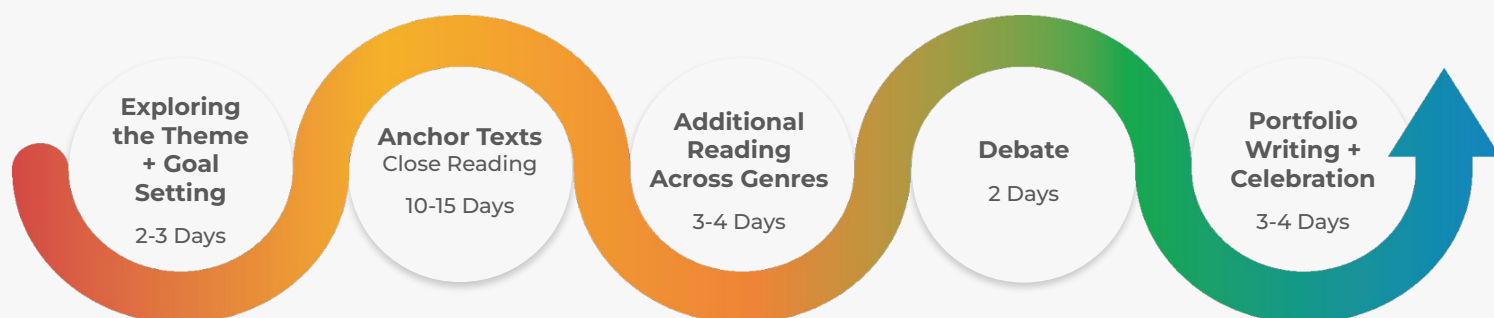 Exploring
the Theme
+ Goal
Setting
2-3 Days
Anchor Texts
Close Reading
10-15 Days
Additional
Reading
Across Genres
3-4 Days
Debate
2 Days
Portfolio
Writing +
Celebration
3-4 Days